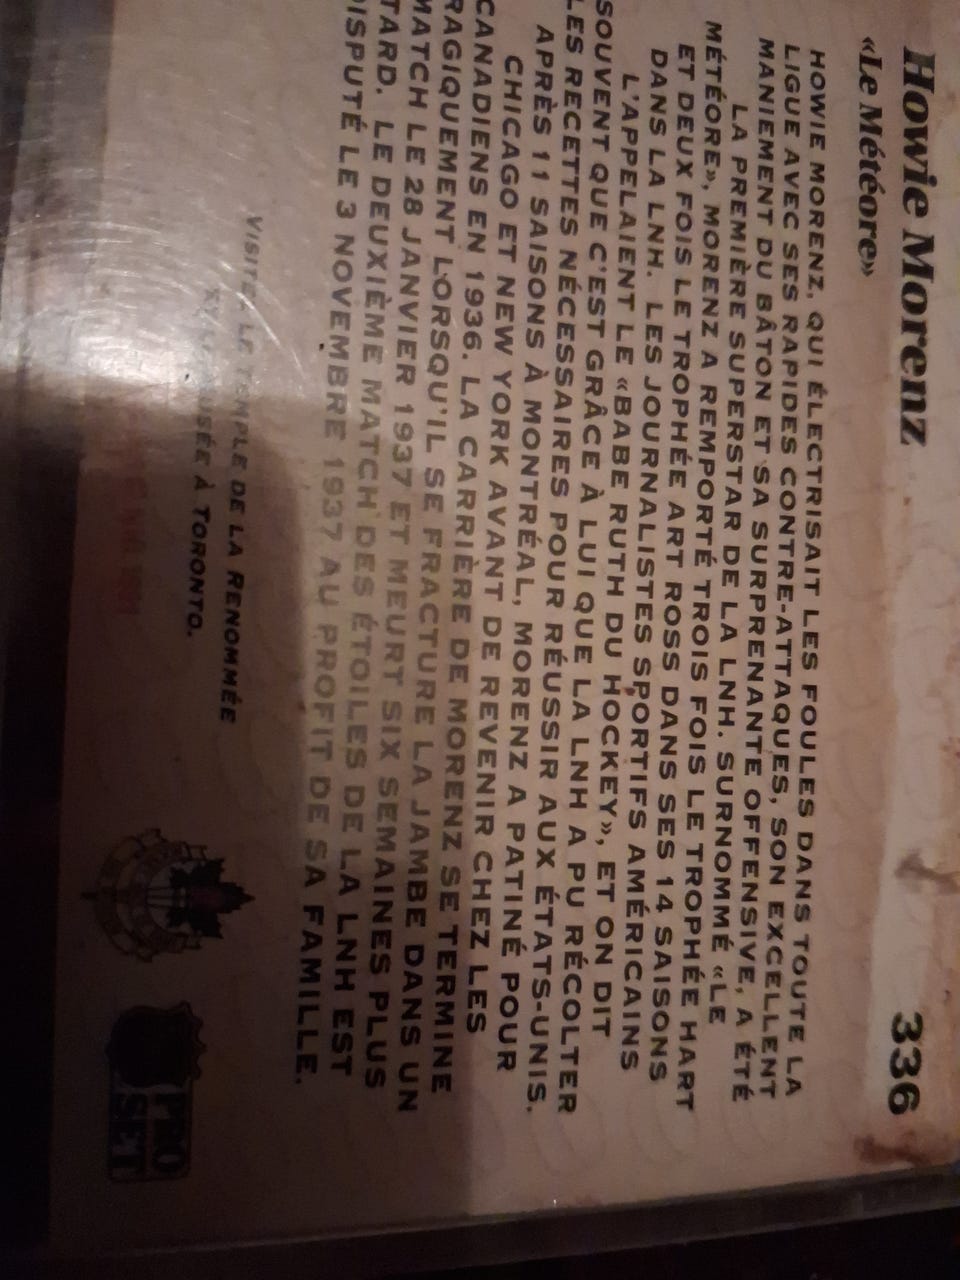 Howie Morenz 336
«Le Météore»
HOWIE MORENZ, QUI ÉLECTRISAIT LES FOULES DANS TOUTE LA
LIGUE AVEC SES RAPIDES CONTRE-ATTAQUES, SON EXCELLENT
MANIEMENT DU BÂTON ET SA SURPRENANTE OFFENSIVE, A ÉTÉ
LA PREMIÈRE SUPERSTAR DE LA LNH. SURNOMMÉ «LE
MÉTÉORE», MORENZ A REMPORTÉ TROIS FOIS LE TROPHÉE HART
ET DEUX FOIS LE TROPHÉE ART ROSS DANS SES 14 SAISONS
DANS LA LNH. LES JOURNALISTES SPORTIFS AMÉRICAINS
L'APPELAIENT LE «BABE RUTH DU HOCKEY», ET ON DIT
SOUVENT QUE C'EST GRÂCE À LUI QUE LA LNH A PU RÉCOLTER
LES RECETTES NÉCESSAIRES POUR RÉUSSIR AUX ÉTATS-UNIS.
APRÈS 11 SAISONS À MONTRÉAL, MORENZ A PATINÉ POUR
CHICAGO ET NEW YORK AVANT DE REVENIR CHEZ LES
CANADIENS EN 1936. LA CARRIÈRE DE MORENZ SE TERMINE
RAGIQUEMENT LORSQU'IL SE FRACTURE LA JAMBE DANS UN
MATCH LE 28 JANVIER 1937 ET MEURT SIX SEMAINES PLUS
TARD. LE DEUXIÈME MATCH DES ÉTOILES DE LA LNH EST
DISPUTÉ LE 3 NOVEMBRE 1937 AU PROFIT DE SA FAMILLE.
VISITEZ LE TEMPLE DE LA RENOMMÉE
À TORONTO.
PRO
SET